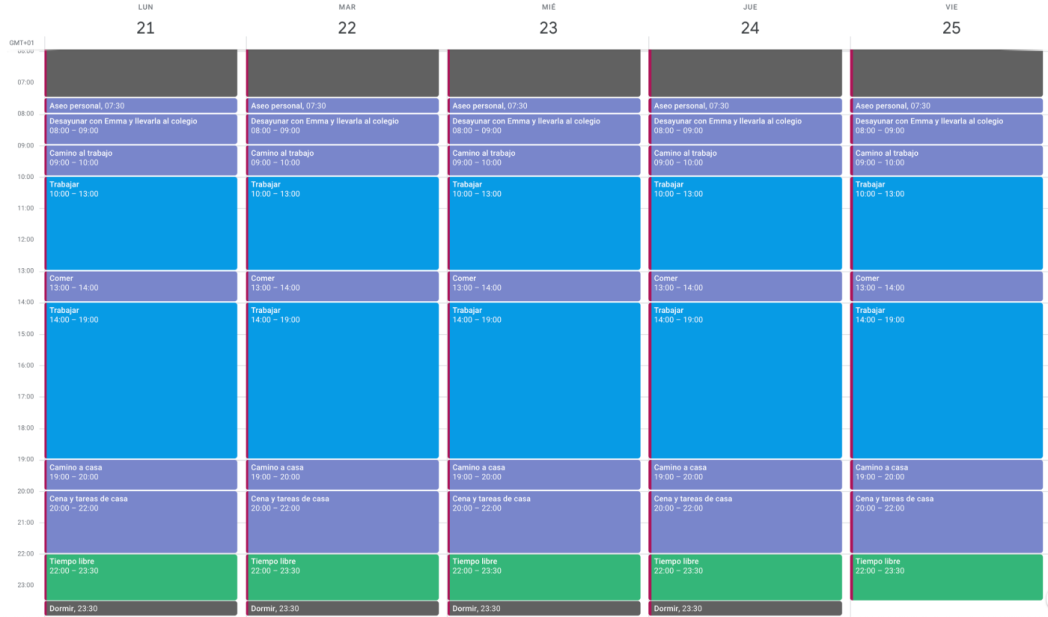 LUN MAR MIÉ JUE VIE
21 22 23 24 25
GMT+01
07:00
Aseo personal, 07:30 Aseo personal, 07:30 Aseo personal, 07:30 Aseo personal, 07:30 Aseo personal, 07:30
08:00
Desayunar con Emma y llevarla al colegio Desayunar con Emma y llevarla al colegio Desayunar con Emma y llevarla al colegio Desayunar con Emma y llevarla al colegio Desayunar con Emma y llevarla al colegio
08:00 – 09:00 08:00 – 09:00 08:00 – 09:00 08:00 – 09:00 08:00 – 09:00
09:00
Camino al trabajo Camino al trabajo Camino al trabajo Camino al trabajo Camino al trabajo
09:00 – 10:00 09:00 – 10:00 09:00 – 10:00 09:00 – 10:00 09:00 – 10:00
10:00
Trabajar Trabajar Trabajar Trabajar Trabajar
10:00 – 13:00 10:00 – 13:00 10:00 – 13:00 10:00 – 13:00 10:00 – 13:00
11:00
12:00
13:00
Comer Comer Comer Comer Comer
13:00 – 14:00 13:00 – 14:00 13:00 – 14:00 13:00 – 14:00 13:00 – 14:00
14:00
Trabajar Trabajar Trabajar Trabajar Trabajar
14:00 – 19:00 14:00 – 19:00 14:00 – 19:00 14:00 – 19:00 14:00 – 19:00
15:00
16:00
17:00
18:00
19:00
Camino a casa Camino a casa Camino a casa Camino a casa Camino a casa
19:00 – 20:00 19:00 – 20:00 19:00 – 20:00 19:00 – 20:00 19:00 – 20:00
20:00
Cena y tareas de casa Cena y tareas de casa Cena y tareas de casa Cena y tareas de casa Cena y tareas de casa
20:00 – 22:00 20:00 – 22:00 20:00 – 22:00 20:00 – 22:00 20:00 – 22:00
21:00
22:00
Tiempo libre Tiempo libre Tiempo libre Tiempo libre Tiempo libre
22:00 – 23:30 22:00 – 23:30 22:00 – 23:30 22:00 – 23:30 22:00 – 23:30
23:00
Dormir, 23:30 Dormir, 23:30 Dormir, 23:30 Dormir, 23:30